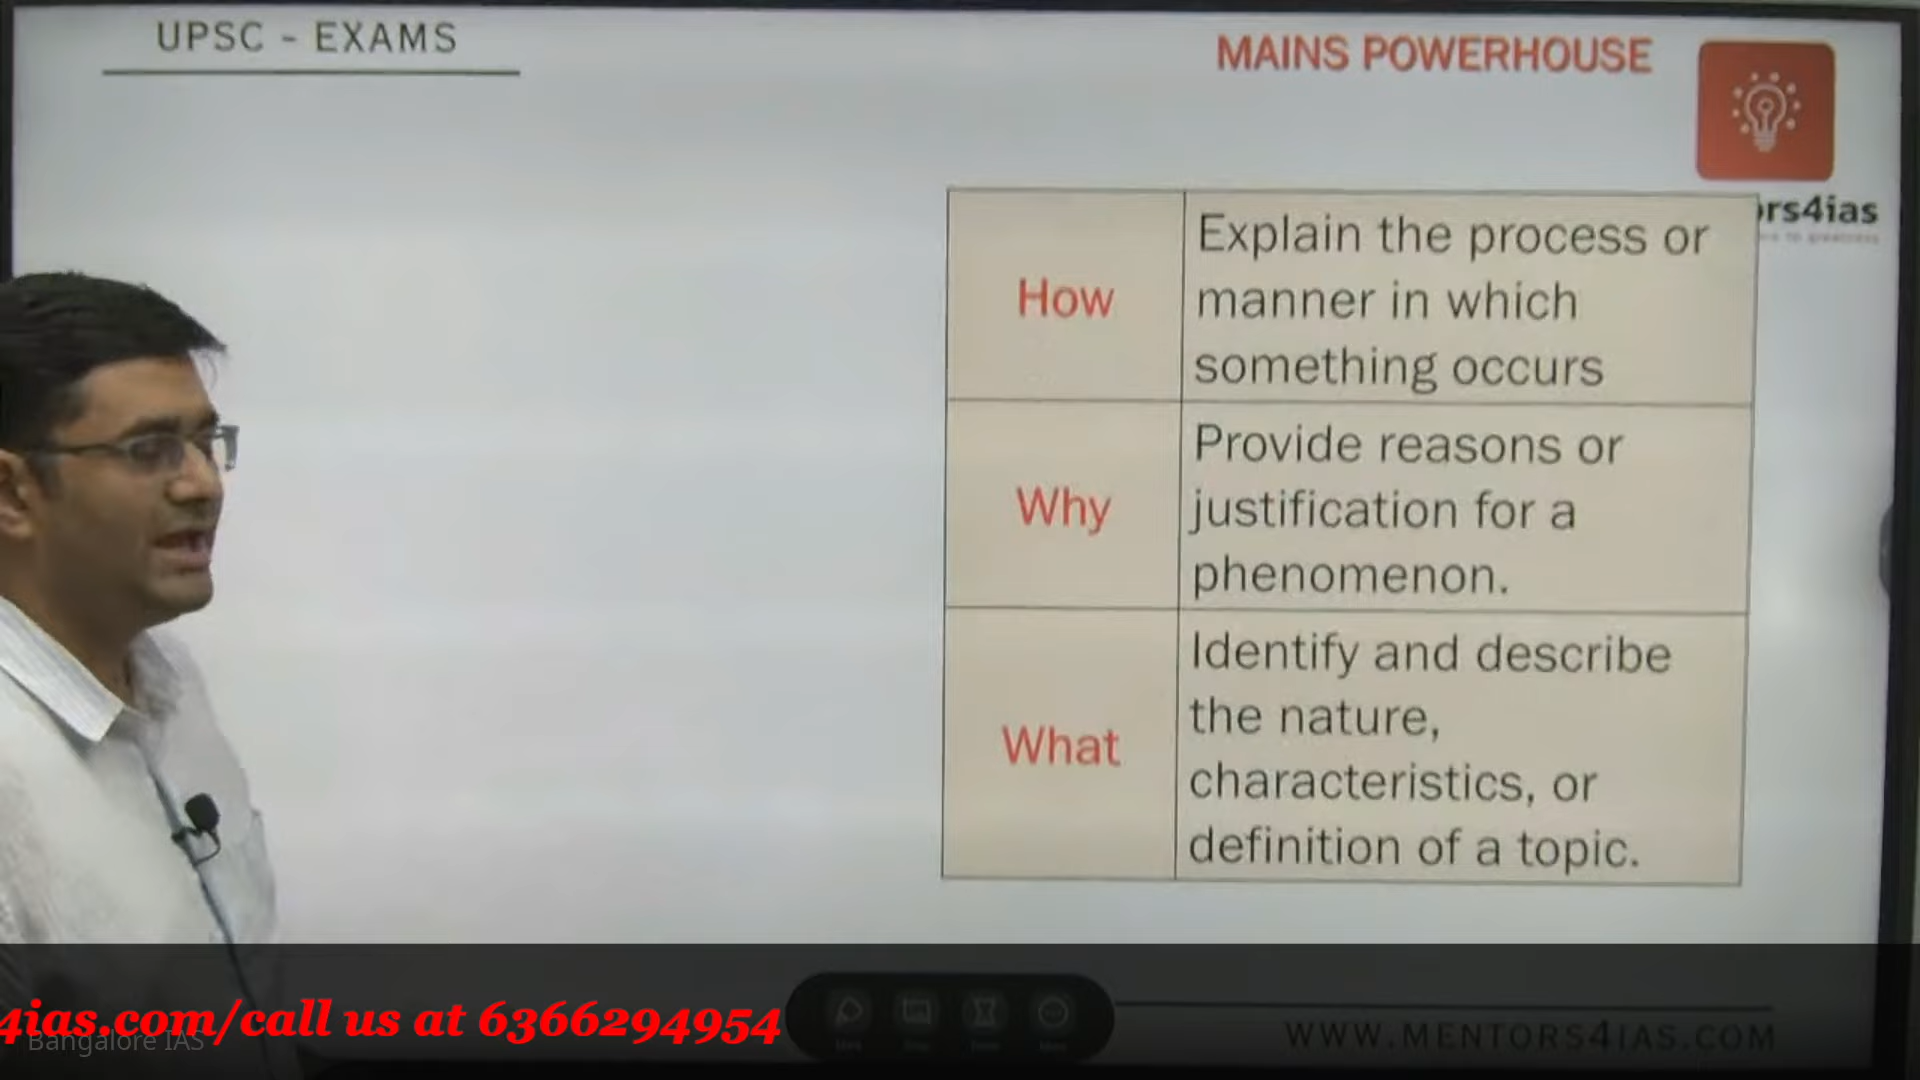 UPSC - EXAMS
MAINS POWERHOUSE
rs4ias
How
Explain the process or
manner in which
something occurs
Why
Provide reasons or
justification for a
phenomenon.
What
Identify and describe
the nature,
characteristics, or
definition of a topic.
4ias.com/call us at 6366294954
Bangalore IAS
WWW.MENTORS4IAS.COM